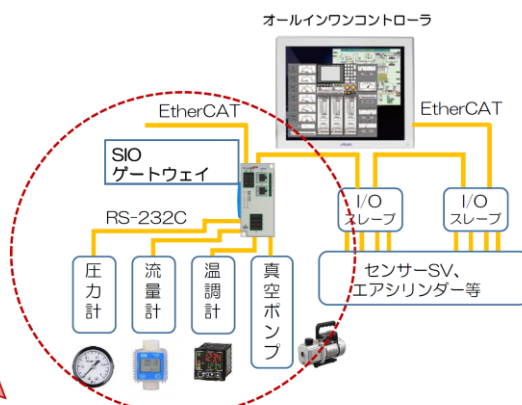 オールインワンコントローラ
EtherCAT
EtherCAT
SIO
ゲートウェイ
I/O
スレーブ
I/O
スレーブ
RS-232C
圧力計
流量計
温調計
真空ポンプ
センサーSV、
エアシリンダー等